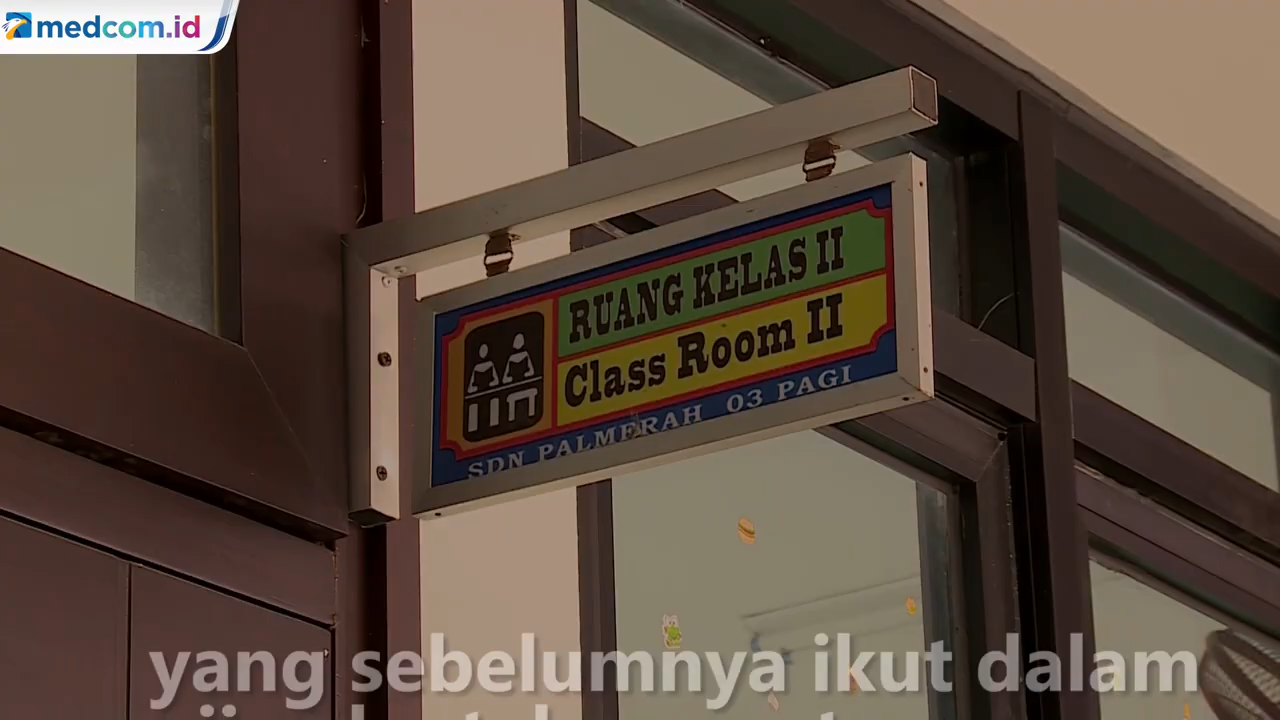 medcom.id
RUANG KELAS II
Class Room II
SDN PALMERAH 03 PAGI
yang sebelumnya ikut dalam